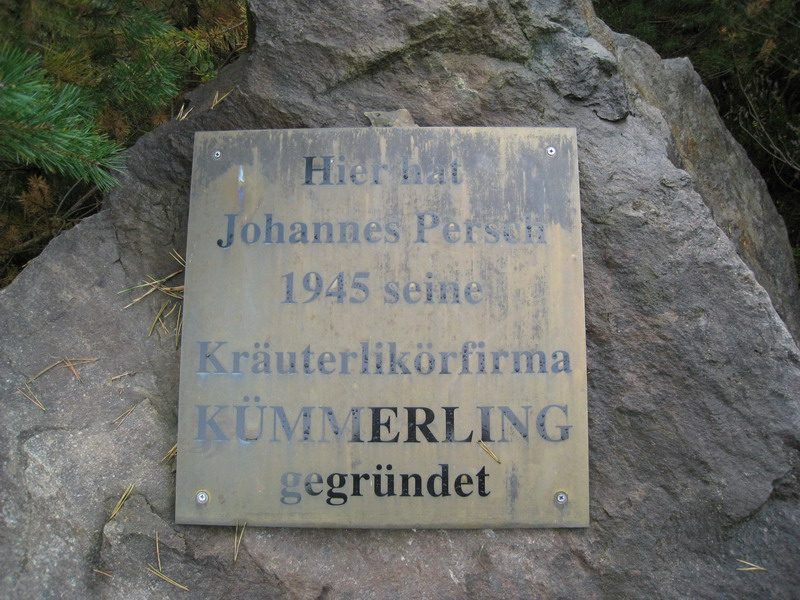 Hier hat
Johannes Persch
1945 seine
Kräuterlikörfirma
KÜMMERLING
gegründet